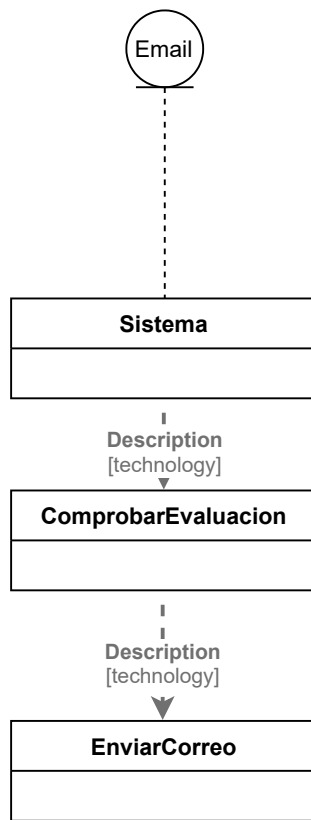 Email
Sistema
Description
[technology]
ComprobarEvaluacion
Description
[technology]
EnviarCorreo